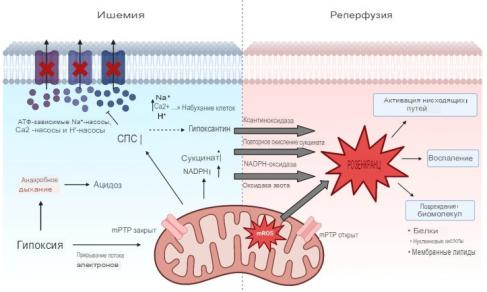 Ишемия
Реперфузия
АТФ-зависимые Na⁺-насосы,
Ca2 -насосы и H⁺-насосы
Na⁺
Ca2+ ...> Набухание клеток
H⁺
СПС |
Гипоксантин
Сукцинат|
NADPH|
Ксантиноксидаза
Повторное окисление сукцината
NADPH-оксидаза
Оксидаза азота
РОЗЕНКРАНЦ
Активация нисходящих
путей
Воспаление
Повреждение
биомолекул
• Белки
• Нуклеиновые кислоты
• Мембранные липиды
Анаэробное
дыхание
Ацидоз
Гипоксия
Прерывание потока
электронов
mPTP закрыт
mROS
mPTP открыт